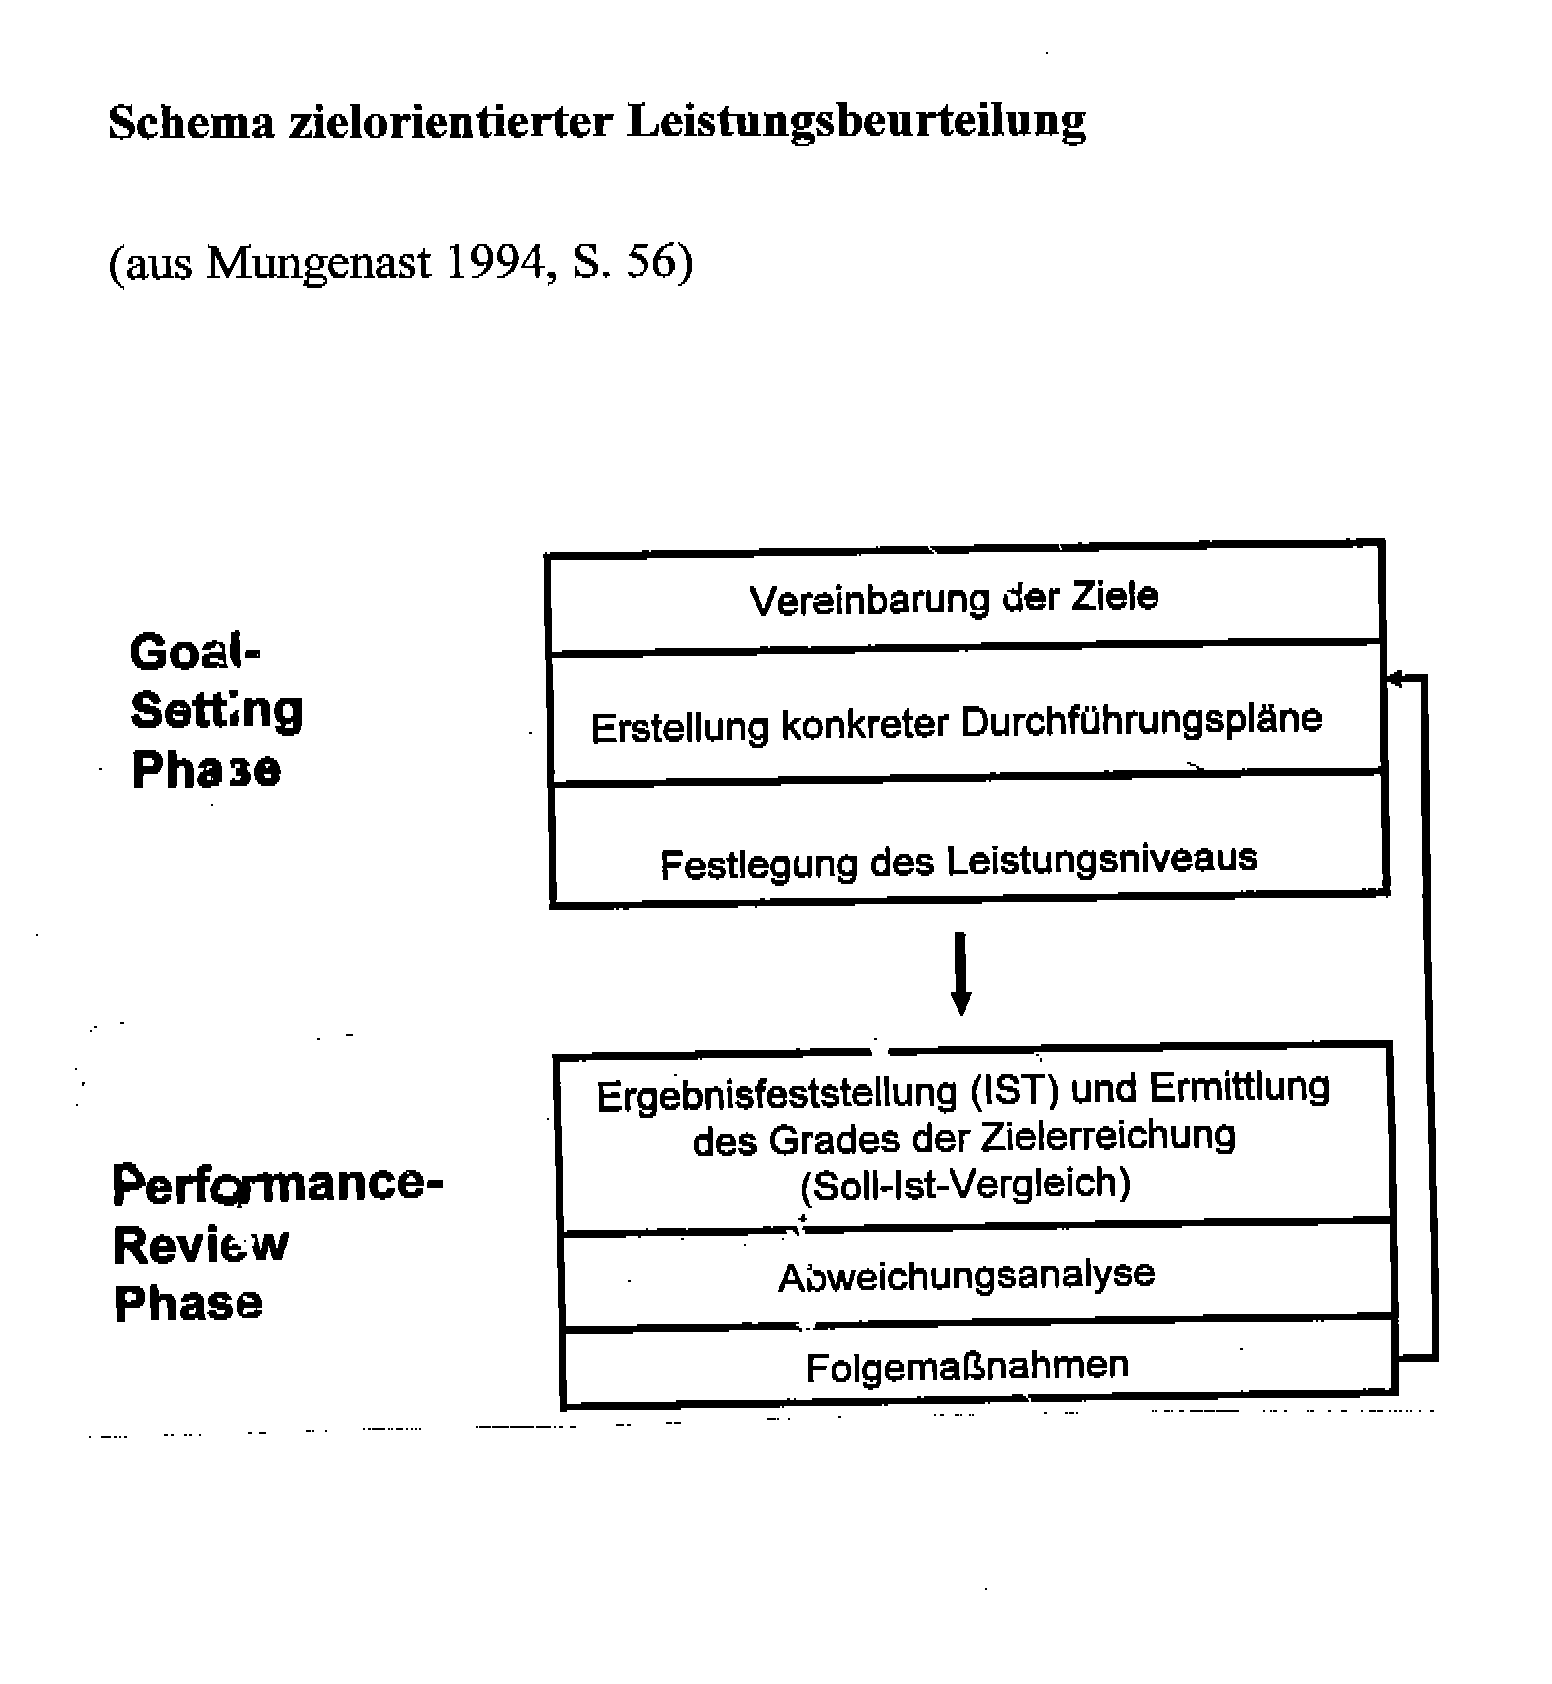 Schema zielorientierter Leistungsbeurteilung
(aus Mungenast 1994, S. 56)
Goal-
Setting
Phase
Vereinbarung der Ziele
Erstellung konkreter Durchführungspläne
Festlegung des Leistungsniveaus
Performance-
Review
Phase
Ergebnisfeststellung (IST) und Ermittlung
des Grades der Zielerreichung
(Soll-Ist-Vergleich)
Abweichungsanalyse
Folgemaßnahmen